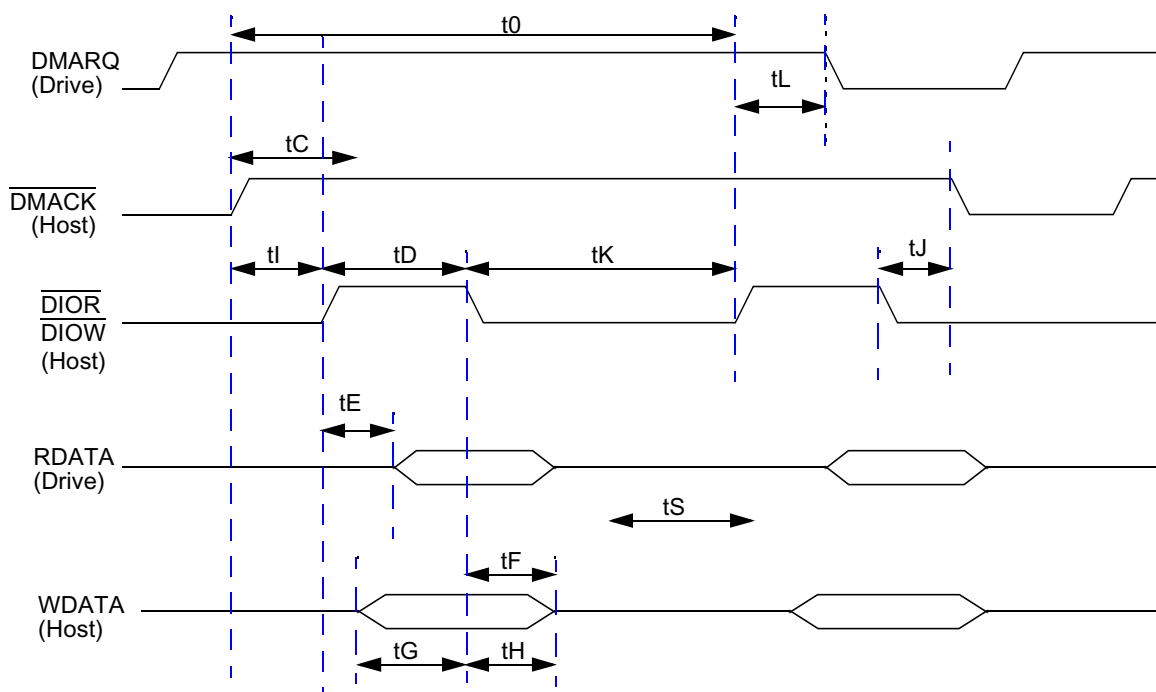 t0
DMARQ
(Drive)
tL
tC
DMACK
(Host)
tI
tD
tK
tJ
DIOR
DIOW
(Host)
tE
RDATA
(Drive)
tS
tF
WDATA
(Host)
tG
tH